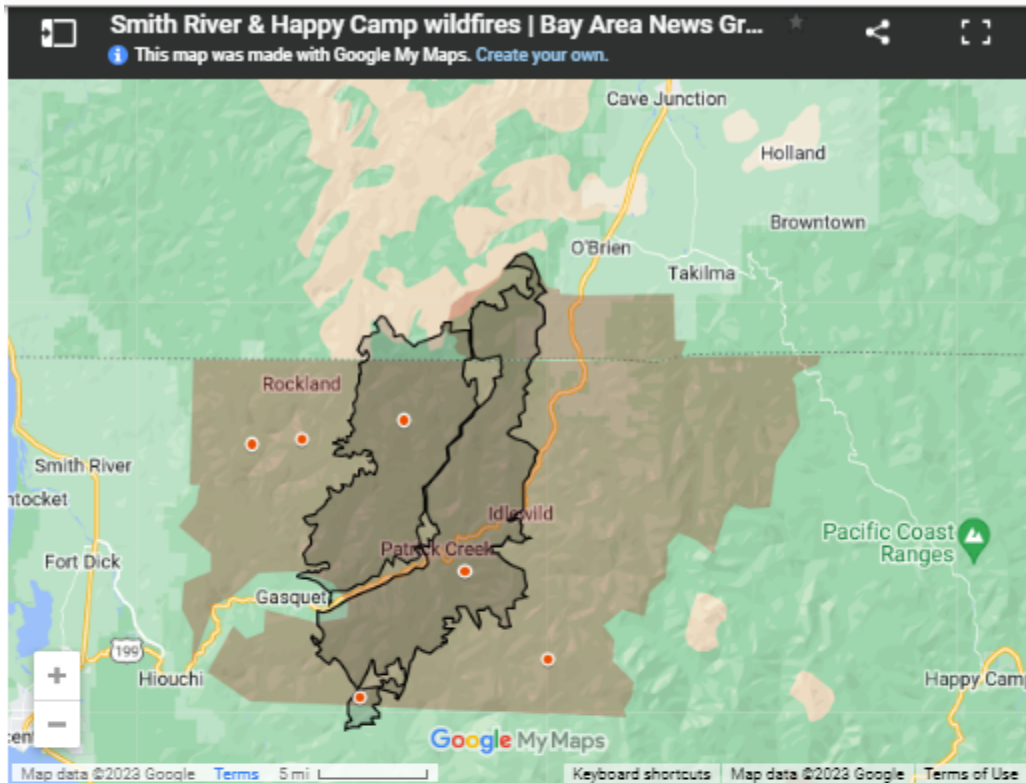 Smith River & Happy Camp wildfires | Bay Area News Gr...
This map was made with Google My Maps. Create your own.
Cave Junction
Holland
Browntown
O'Brien
Takilma
Rockland
Smith River
ntocket
Idlewild
Pacific Coast
Ranges
Patrick Creek
Fort Dick
Gasquet
199
Hiouchi
Happy Camp
+
−
cent
Google My Maps
Map data ©2023 Google Terms 5 mi Keyboard shortcuts Map data ©2023 Google Terms of Use